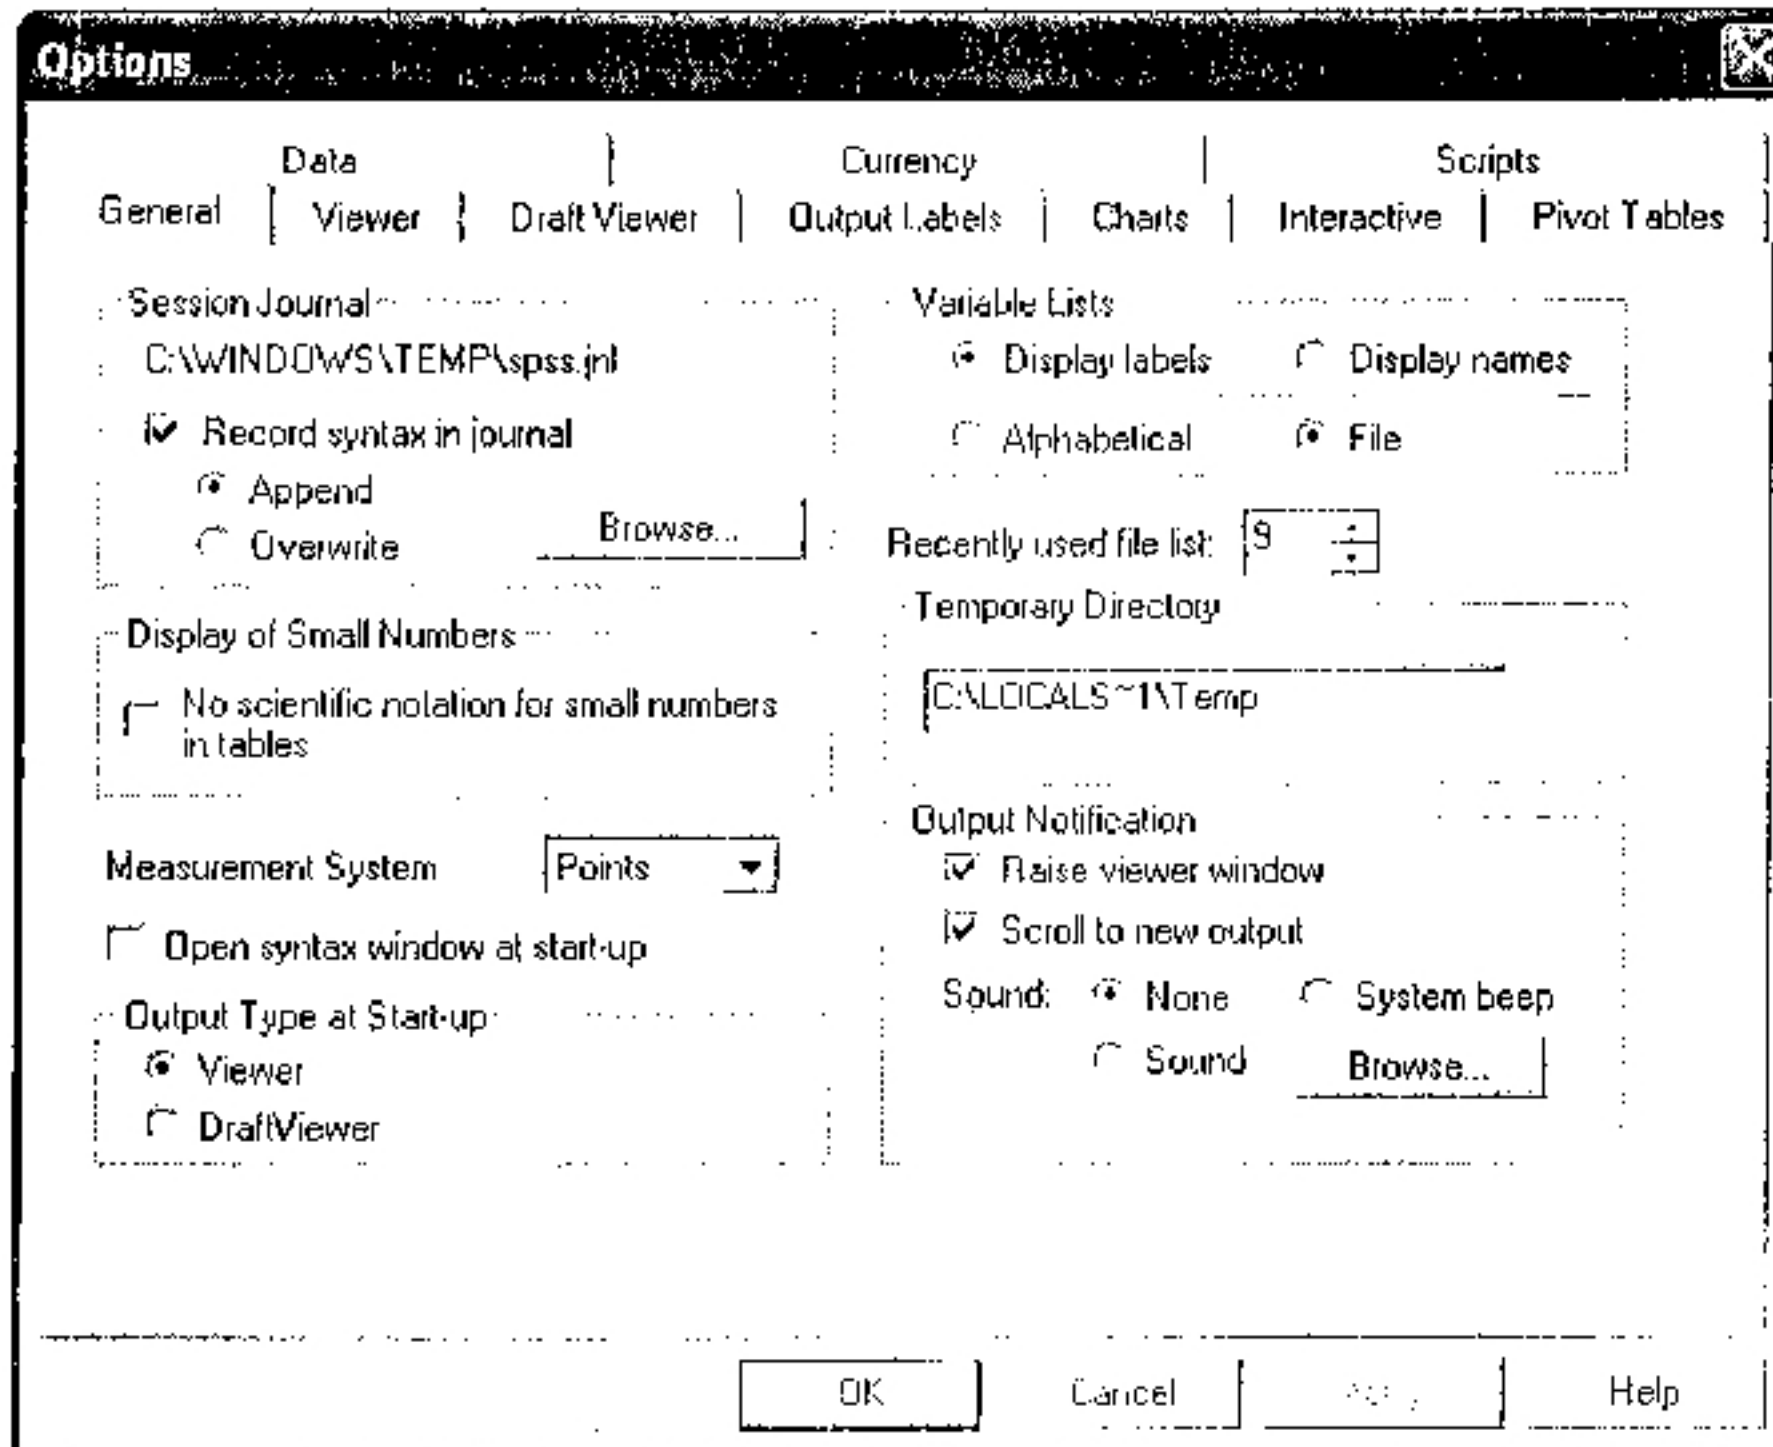 Options
Data Currency Scripts
General Viewer Draft Viewer Output Labels Charts Interactive Pivot Tables
Session Journal
C:\WINDOWS\TEMP\spss.jnl
Record syntax in journal
Append
Overwrite
Browse...
Display of Small Numbers
No scientific notation for small numbers
in tables
Measurement System Points
Open syntax window at start-up
Output Type at Start-up
Viewer
DraftViewer
Variable Lists
Display labels Display names
Alphabetical File
Recently used file list: 9
Temporary Directory
C:\LOCALS~1\Temp
Output Notification
Raise viewer window
Scroll to new output
Sound: None System beep
Sound Browse...
OK Cancel Help